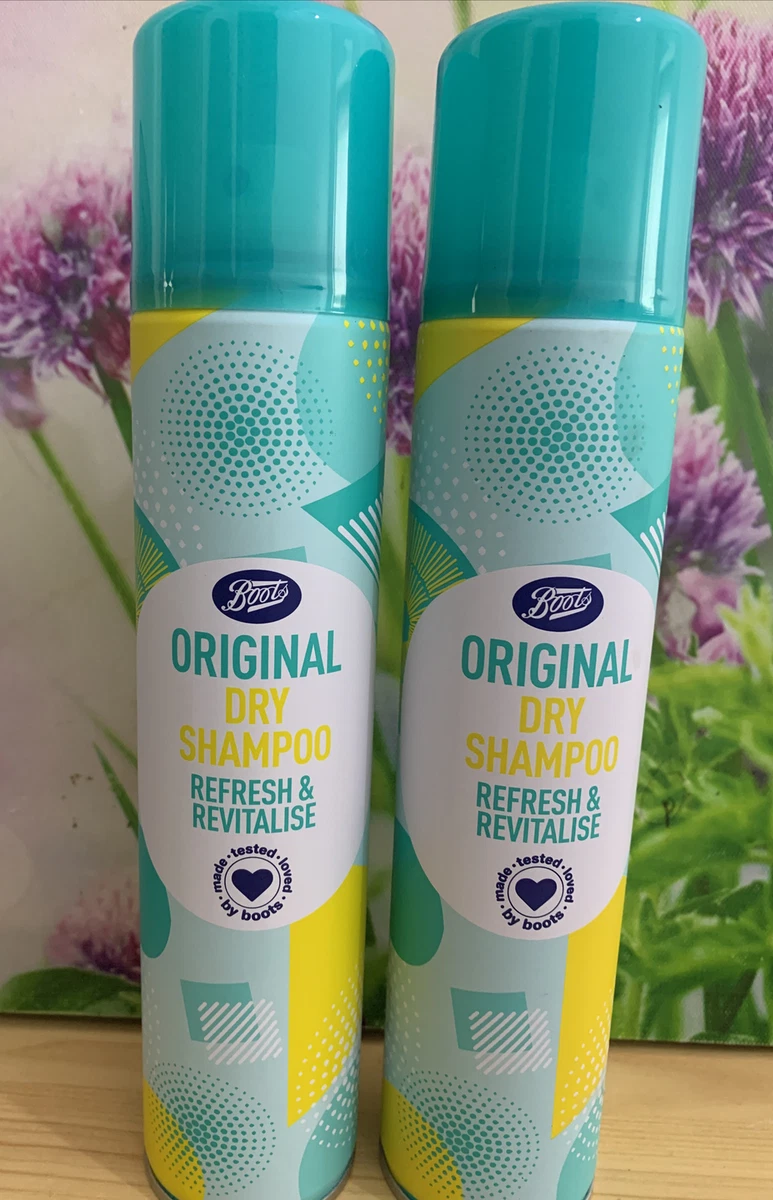 Boots
ORIGINAL
DRY
SHAMPOO
REFRESH &
REVITALISE
made • tested • loved
• by boots •
Boots
ORIGINAL
DRY
SHAMPOO
REFRESH &
REVITALISE
made • tested • loved
• by boots •